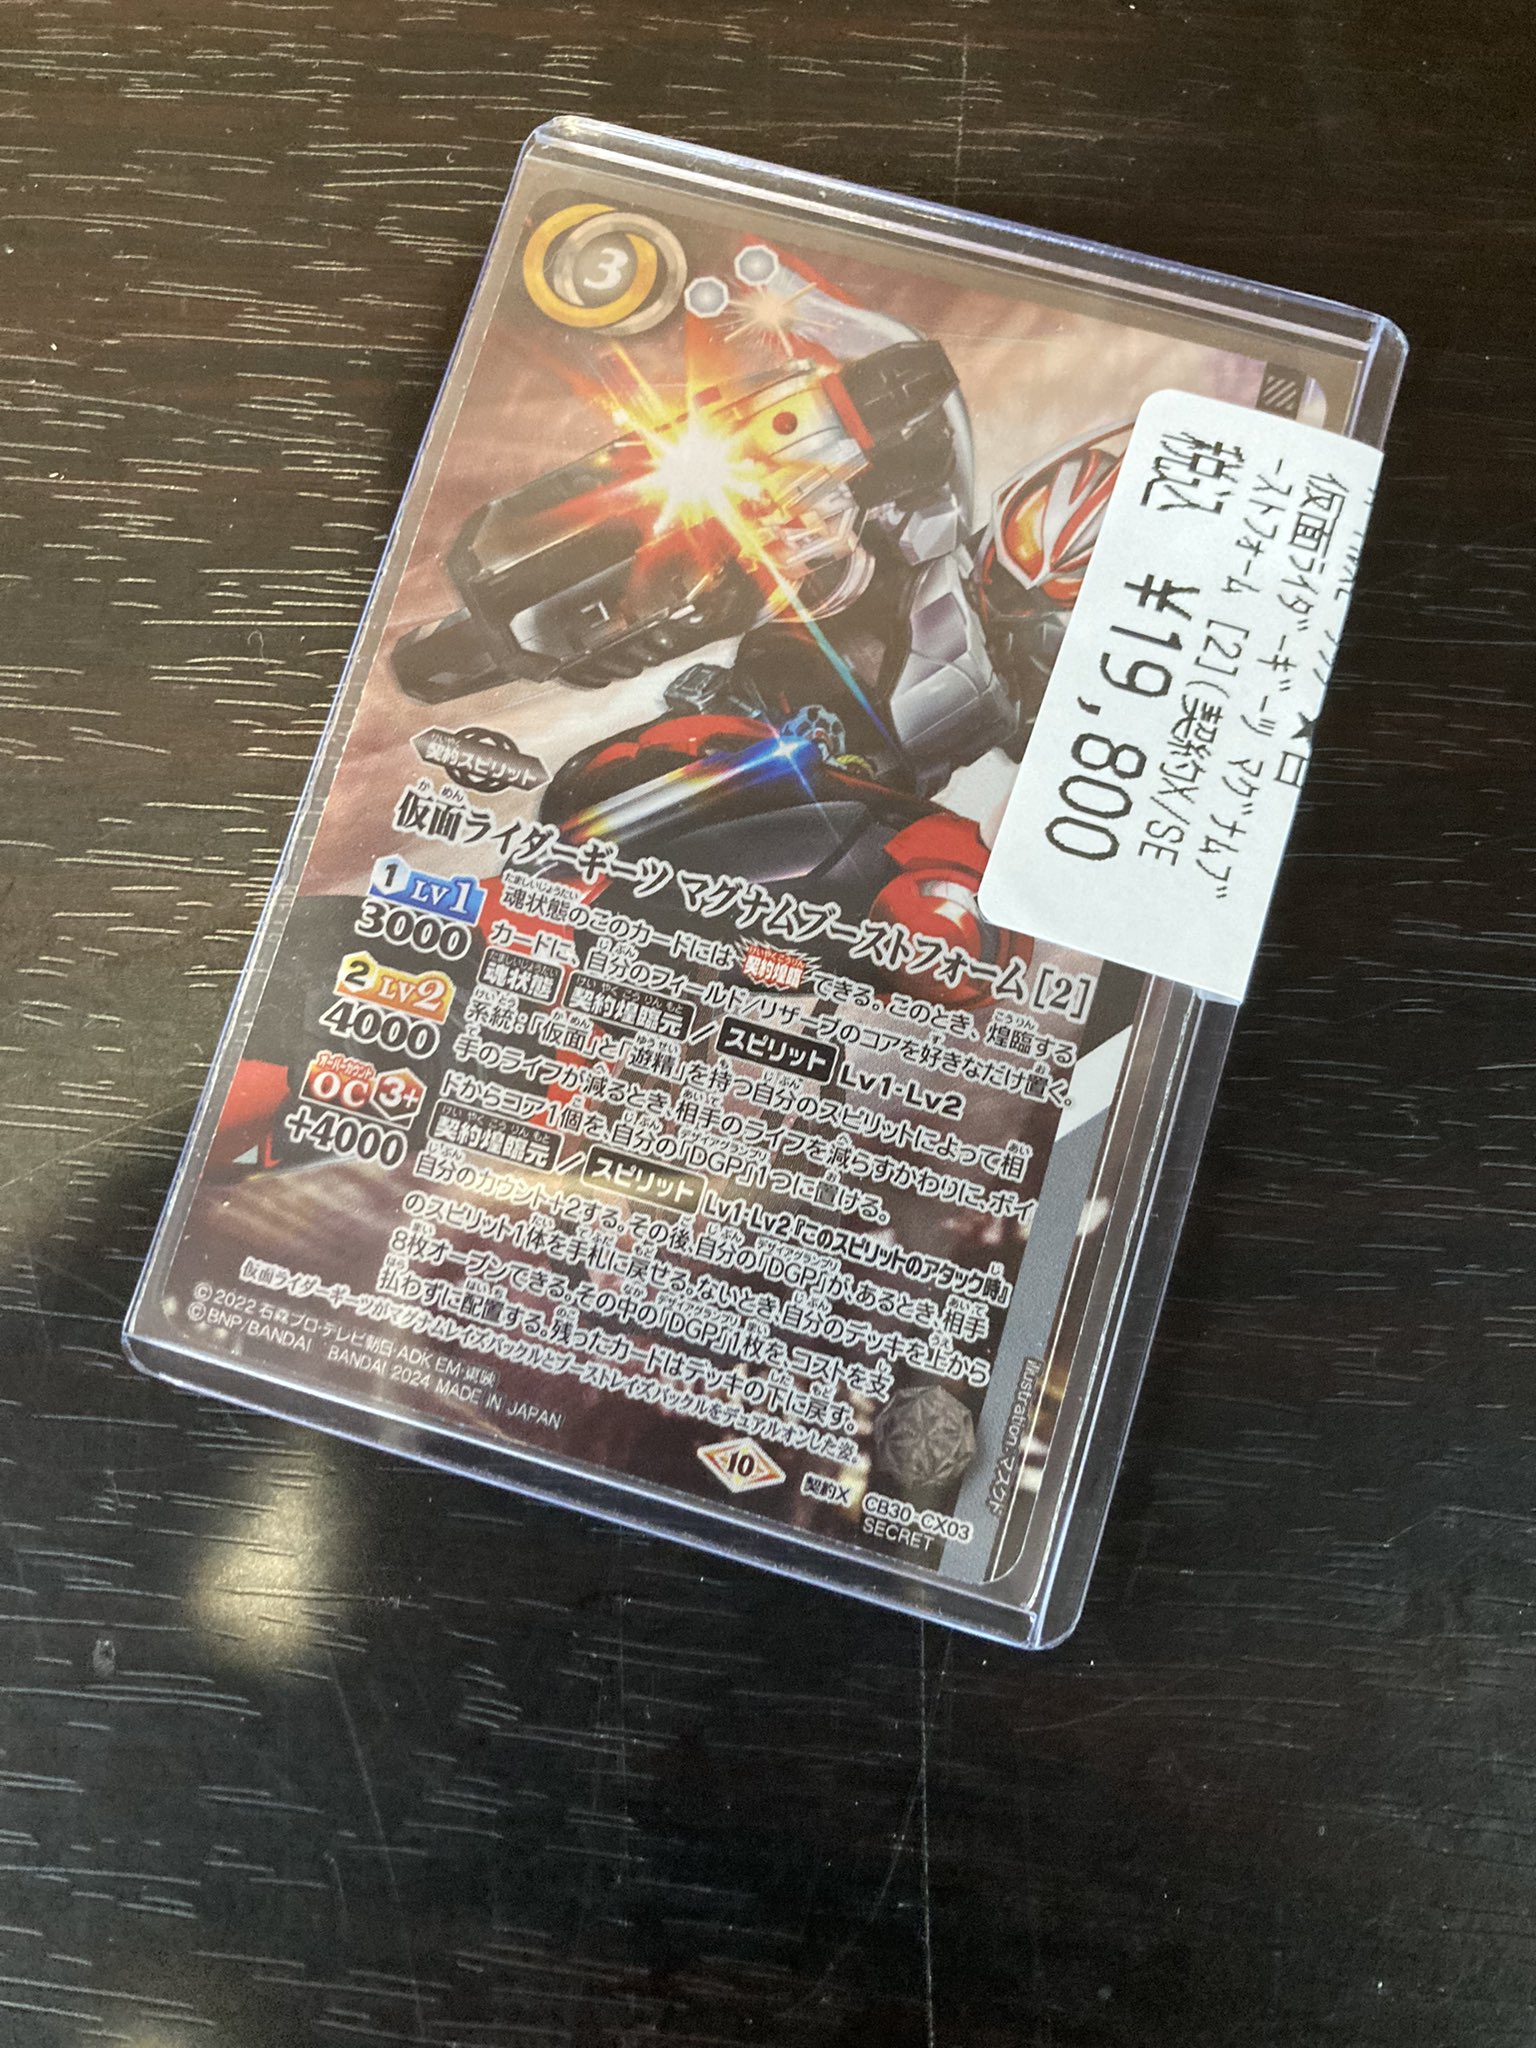 3
契約スピリット
仮面ライダーギーツ マグナムブーストフォーム [2]
1 LV1
3000
2 LV2
4000
オーバーカウント
OC 3+
+4000
魂状態のこのカードには契約煌臨できる。このとき、煌臨する
カードに、自分のフィールド/リザーブのコアを好きなだけ置く。
魂状態 契約煌臨元/スピリット Lv1・Lv2
系統:「仮面」と「遊精」を持つ自分のスピリットによって相
手のライフが減るとき、相手のライフを減らすかわりに、ボイ
ドからコア1個を、自分の『DGP』1つに置ける。
契約煌臨元/スピリット Lv1・Lv2『このスピリットのアタック時』
自分のカウント+2する。その後、自分の『DGP』が、あるとき、相手
のスピリット1体を手札に戻せる。ないとき、自分のデッキを上から
8枚オープンできる。その中の『DGP』1枚を、コストを支
払わずに配置する。残ったカードはデッキの下に戻す。
仮面ライダーギーツがマグナムレイズバックルとブーストレイズバックルをデュアルオンした姿。
©2022 石森プロ・テレビ朝日・ADK EM・東映
©BNP/BANDAI BANDAI 2024 MADE IN JAPAN
10
契約X CB30-CX03
SECRET
Illustration・マスクド
仮面ライダーギーツ マグナムブ
ーストフォーム [2](契約X/SE
税込 ¥19,800